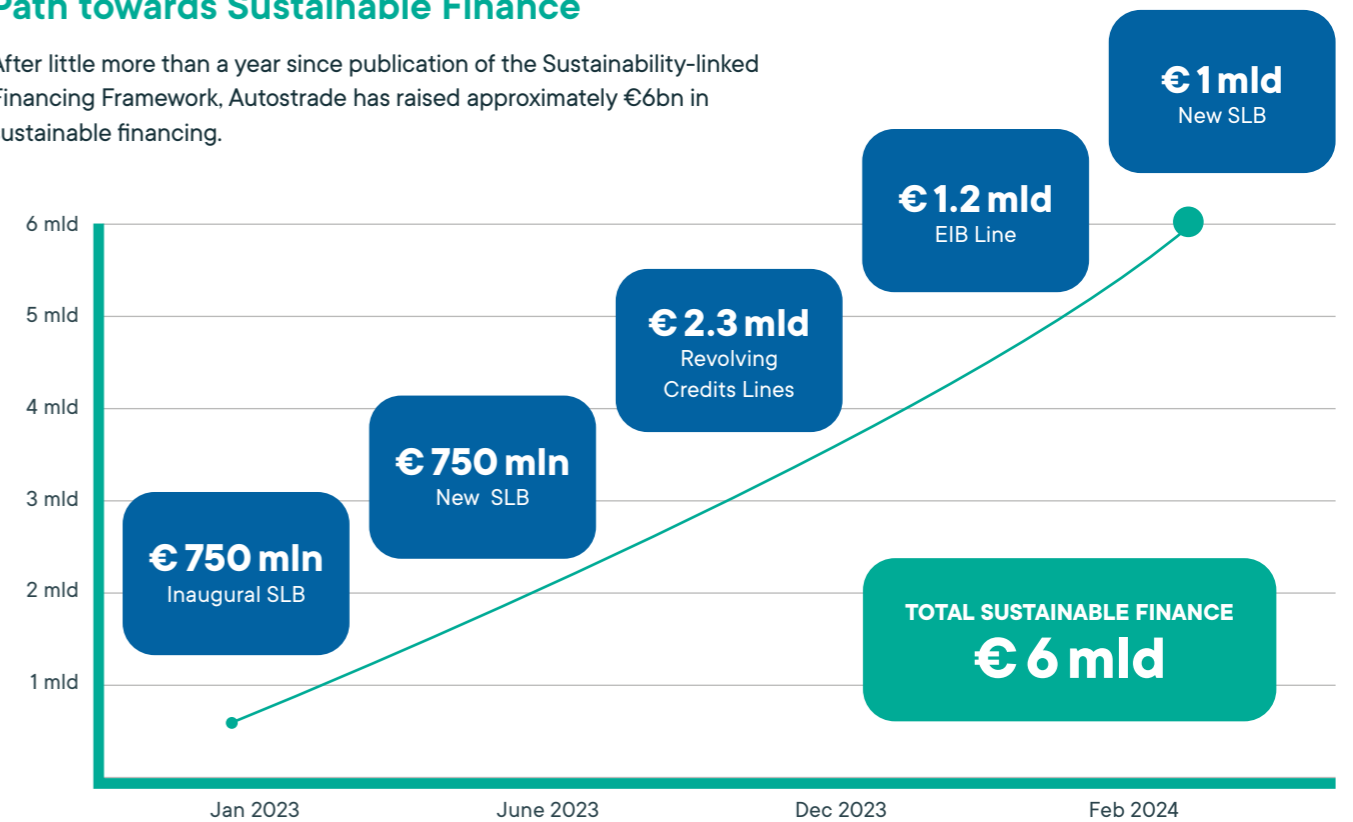 Path towards Sustainable Finance
After little more than a year since publication of the Sustainability-linked
Financing Framework, Autostrade has raised approximately €6bn in
sustainable financing.
€ 1 mld
New SLB
€ 1.2 mld
EIB Line
€ 2.3 mld
Revolving
Credits Lines
€ 750 mln
New SLB
€ 750 mln
Inaugural SLB
TOTAL SUSTAINABLE FINANCE
€ 6 mld
6 mld
5 mld
4 mld
3 mld
2 mld
1 mld
Jan 2023
June 2023
Dec 2023
Feb 2024